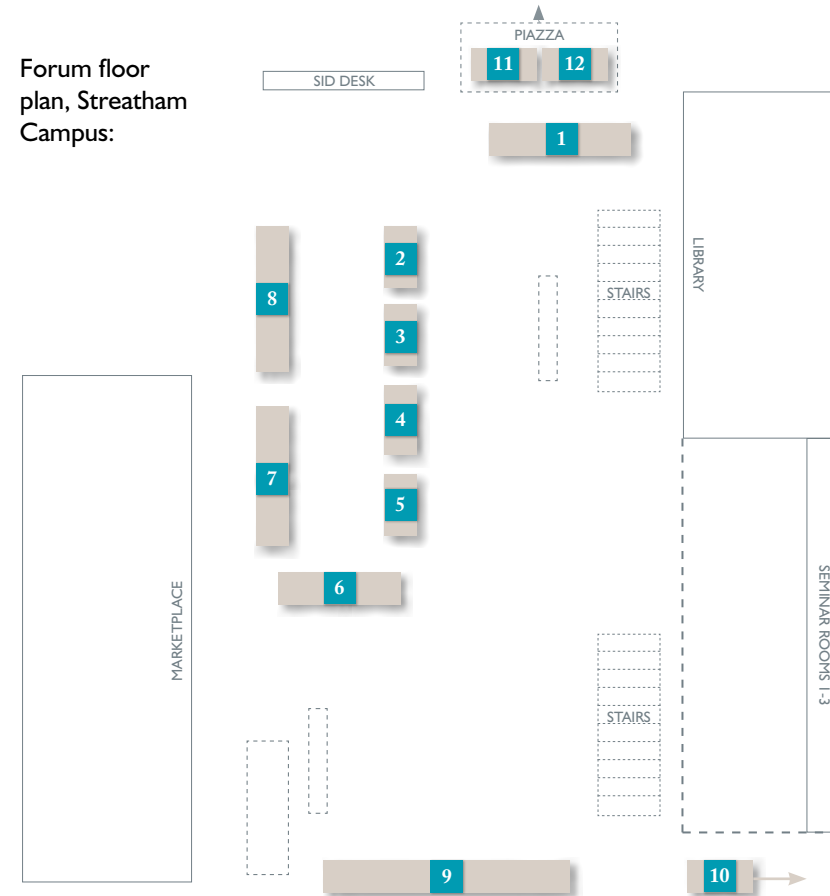 Forum floor
plan, Streatham
Campus:
PIAZZA
11
12
SID DESK
1
LIBRARY
2
STAIRS
8
3
4
7
5
6
MARKETPLACE
SEMINAR ROOMS 1-3
STAIRS
9
10